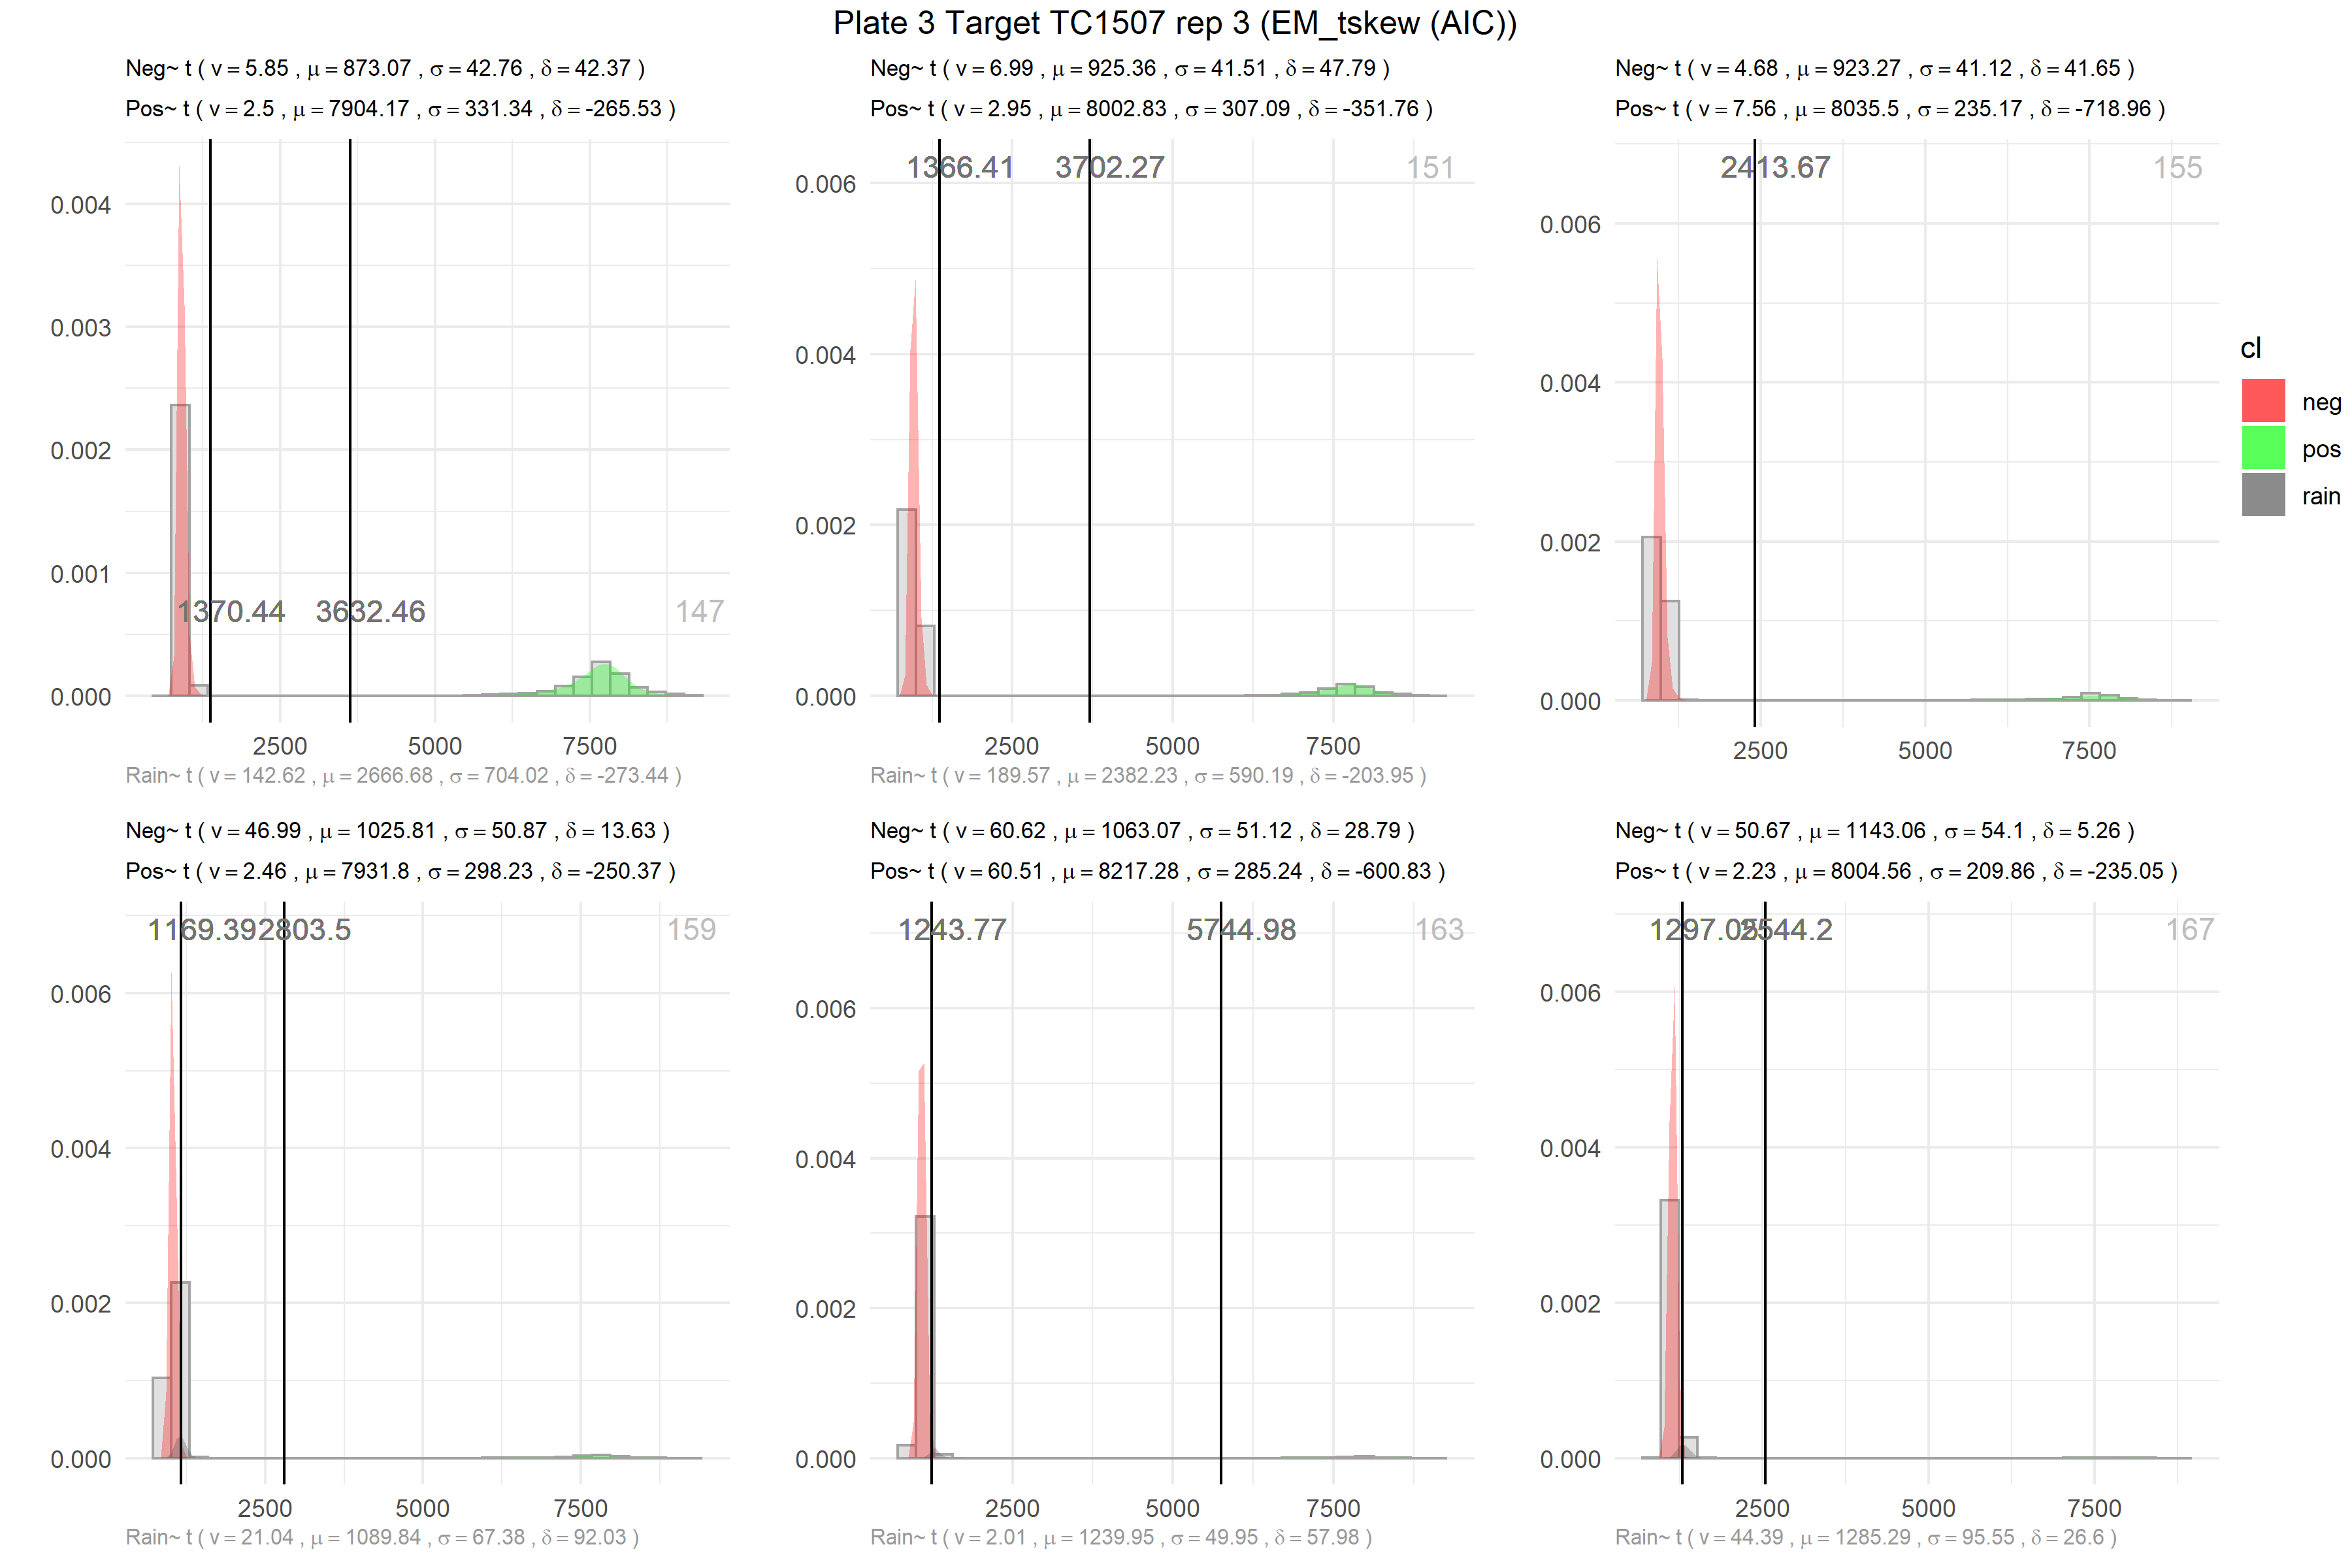 Plate 3 Target TC1507 rep 3 (EM_tskew (AIC))
Neg~ t ( v = 5.85 , μ = 873.07 , σ = 42.76 , δ = 42.37 )
Pos~ t ( v = 2.5 , μ = 7904.17 , σ = 331.34 , δ = -265.53 )
0.004
0.003
0.002
0.001
0.000
1370.44
3632.46
147
2500
5000
7500
Rain~ t ( v = 142.62 , μ = 2666.68 , σ = 704.02 , δ = -273.44 )
Neg~ t ( v = 6.99 , μ = 925.36 , σ = 41.51 , δ = 47.79 )
Pos~ t ( v = 2.95 , μ = 8002.83 , σ = 307.09 , δ = -351.76 )
1366.41
3702.27
151
0.006
0.004
0.002
0.000
2500
5000
7500
Rain~ t ( v = 189.57 , μ = 2382.23 , σ = 590.19 , δ = -203.95 )
Neg~ t ( v = 4.68 , μ = 923.27 , σ = 41.12 , δ = 41.65 )
Pos~ t ( v = 7.56 , μ = 8035.5 , σ = 235.17 , δ = -718.96 )
2413.67
155
0.006
0.004
0.002
0.000
2500
5000
7500
cl
neg
pos
rain
Neg~ t ( v = 46.99 , μ = 1025.81 , σ = 50.87 , δ = 13.63 )
Pos~ t ( v = 2.46 , μ = 7931.8 , σ = 298.23 , δ = -250.37 )
1169.39
2803.5
159
0.006
0.004
0.002
0.000
2500
5000
7500
Rain~ t ( v = 21.04 , μ = 1089.84 , σ = 67.38 , δ = 92.03 )
Neg~ t ( v = 60.62 , μ = 1063.07 , σ = 51.12 , δ = 28.79 )
Pos~ t ( v = 60.51 , μ = 8217.28 , σ = 285.24 , δ = -600.83 )
1243.77
5744.98
163
0.006
0.004
0.002
0.000
2500
5000
7500
Rain~ t ( v = 2.01 , μ = 1239.95 , σ = 49.95 , δ = 57.98 )
Neg~ t ( v = 50.67 , μ = 1143.06 , σ = 54.1 , δ = 5.26 )
Pos~ t ( v = 2.23 , μ = 8004.56 , σ = 209.86 , δ = -235.05 )
1297.05
2544.2
167
0.006
0.004
0.002
0.000
2500
5000
7500
Rain~ t ( v = 44.39 , μ = 1285.29 , σ = 95.55 , δ = 26.6 )